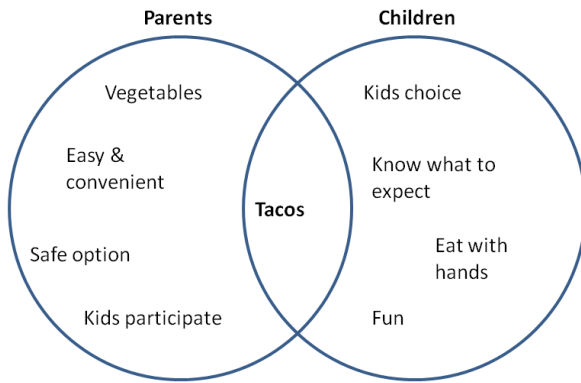 Parents
Children
Vegetables
Easy &
convenient
Safe option
Kids participate
Tacos
Kids choice
Know what to
expect
Eat with
hands
Fun